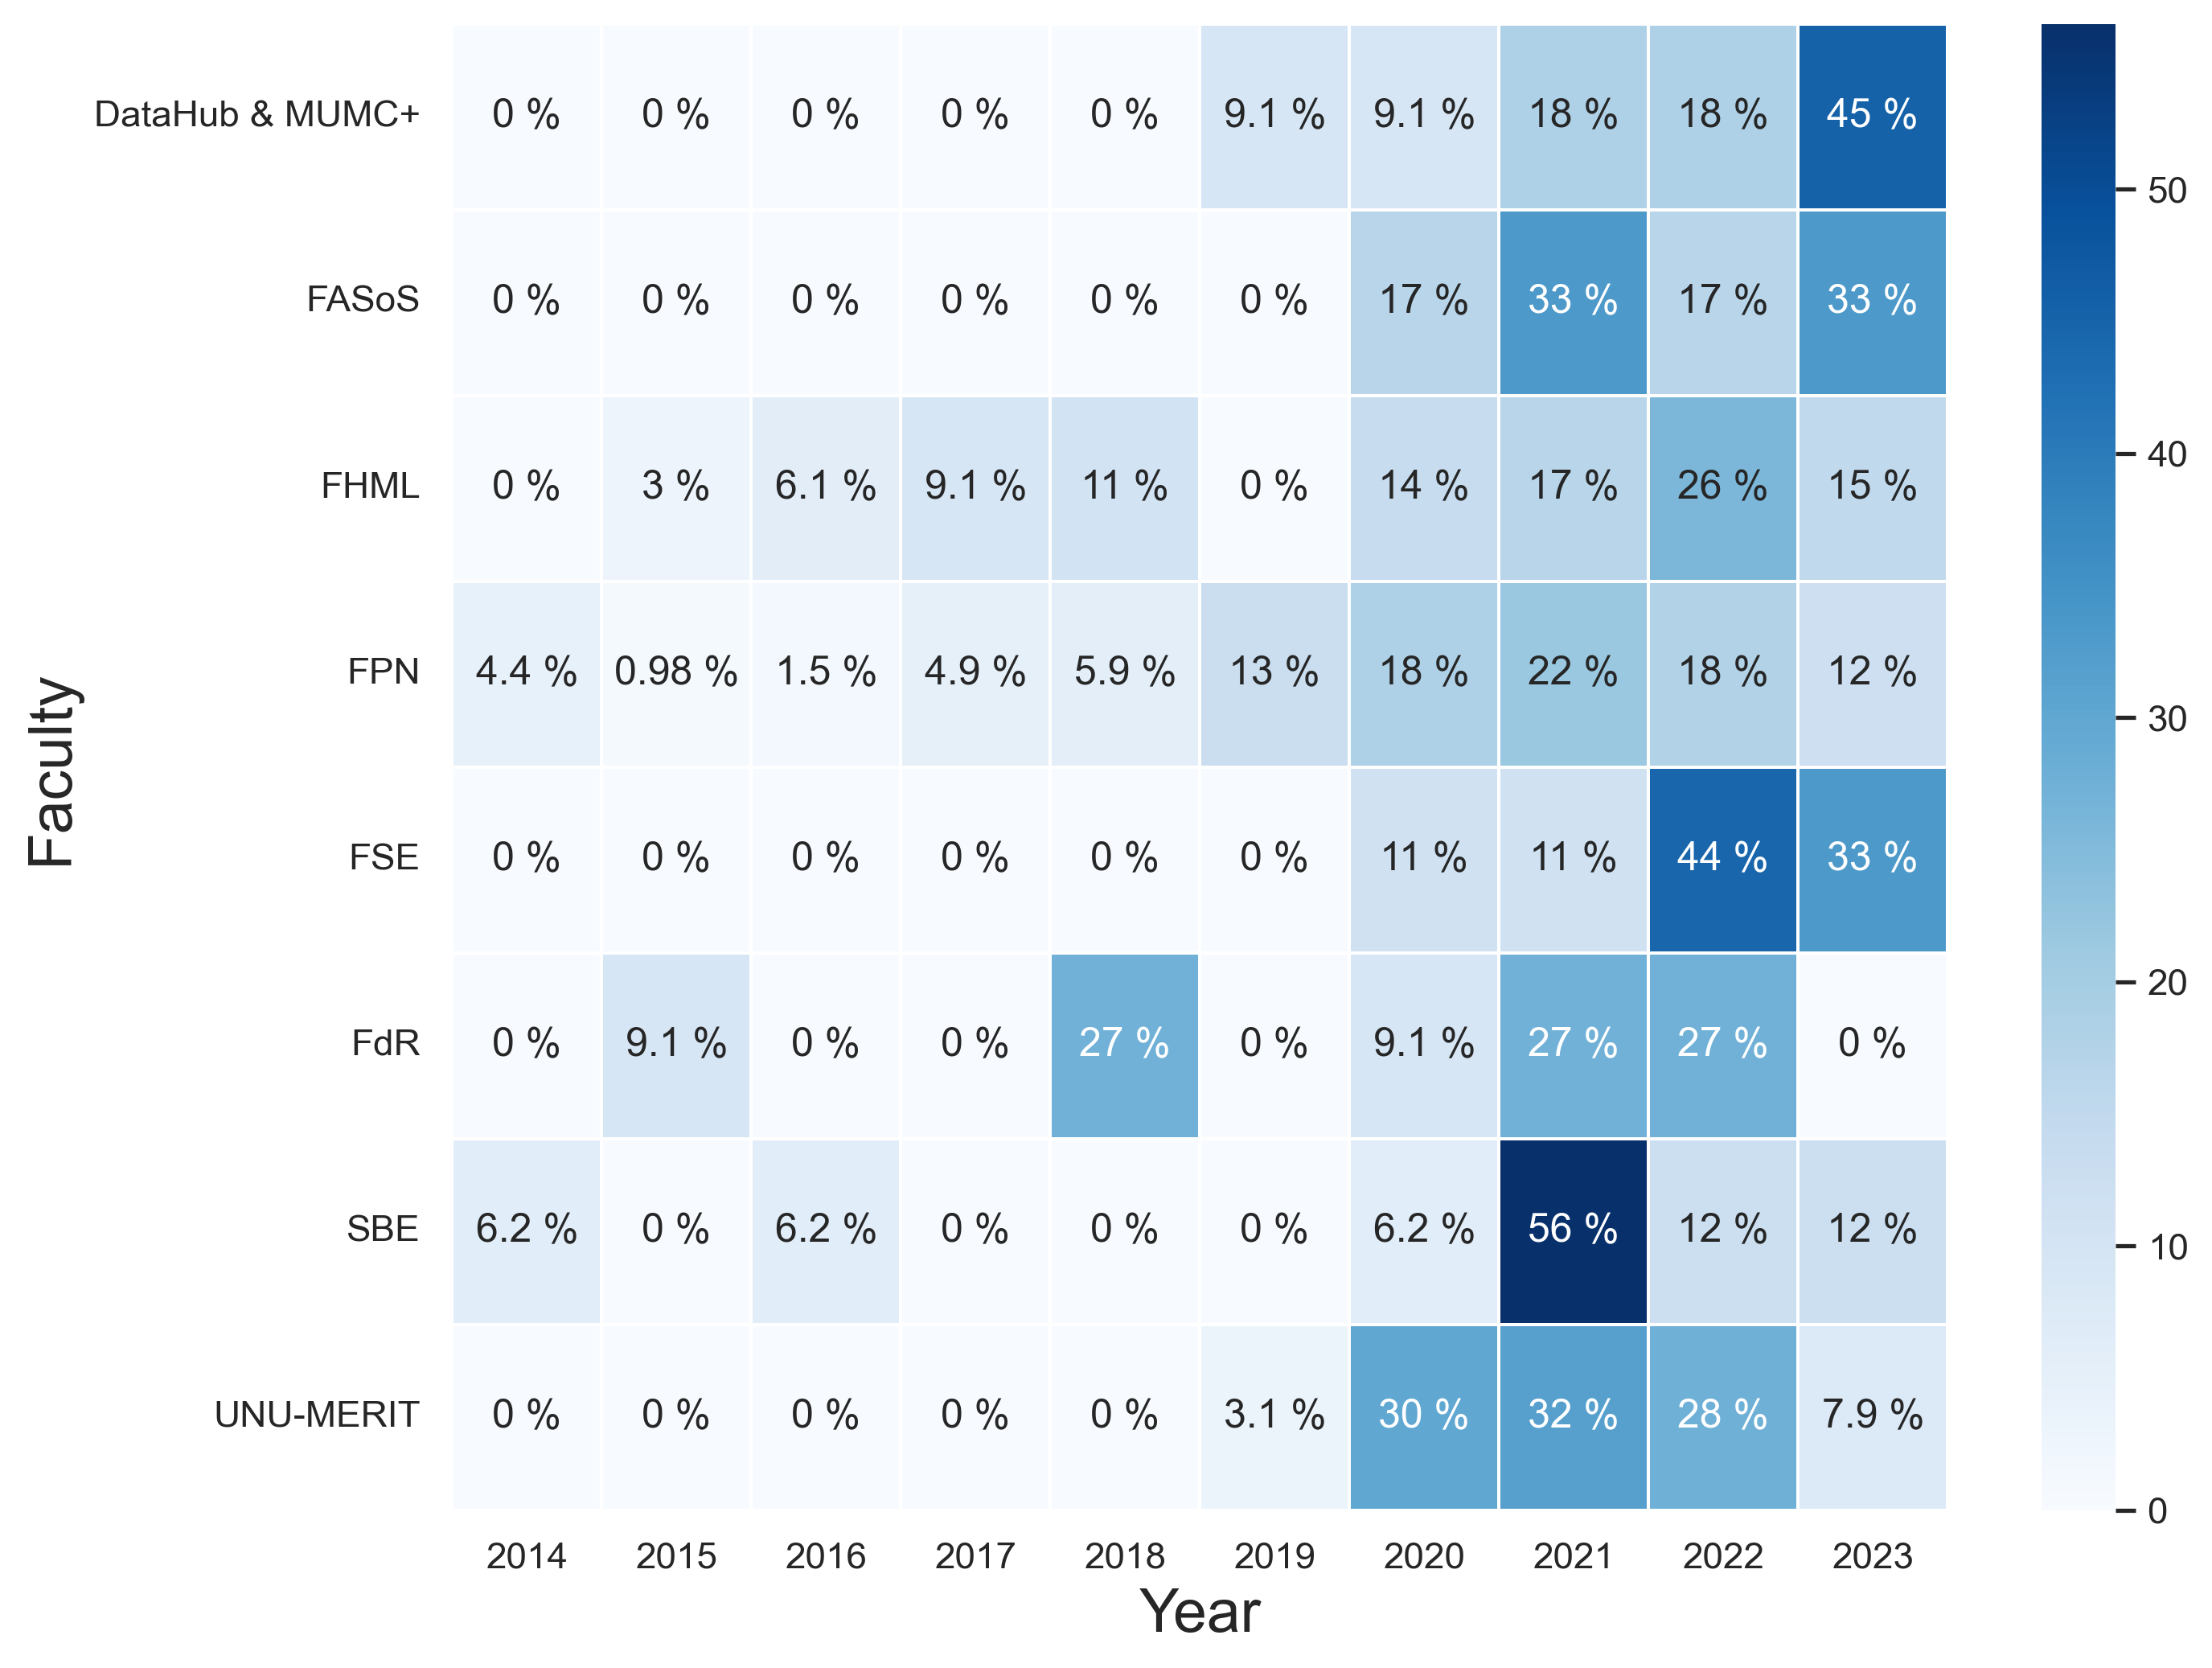 DataHub & MUMC+ 0 % 0 % 0 % 0 % 0 % 9.1 % 9.1 % 18 % 18 % 45 %
50
FASoS 0 % 0 % 0 % 0 % 0 % 0 % 17 % 33 % 17 % 33 %
40
FHML 0 % 3 % 6.1 % 9.1 % 11 % 0 % 14 % 17 % 26 % 15 %
FPN 4.4 % 0.98 % 1.5 % 4.9 % 5.9 % 13 % 18 % 22 % 18 % 12 %
30
Faculty
FSE 0 % 0 % 0 % 0 % 0 % 0 % 11 % 11 % 44 % 33 %
20
FdR 0 % 9.1 % 0 % 0 % 27 % 0 % 9.1 % 27 % 27 % 0 %
SBE 6.2 % 0 % 6.2 % 0 % 0 % 0 % 6.2 % 56 % 12 % 12 %
10
UNU-MERIT 0 % 0 % 0 % 0 % 0 % 3.1 % 30 % 32 % 28 % 7.9 %
0
2014 2015 2016 2017 2018 2019 2020 2021 2022 2023
Year